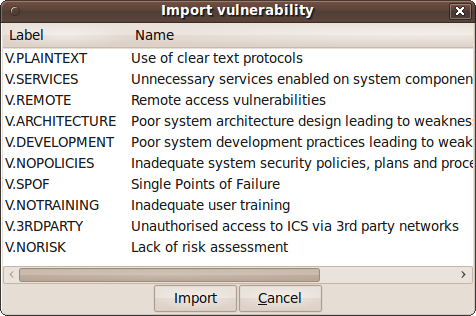 Import vulnerability
Label Name
V.PLAINTEXT Use of clear text protocols
V.SERVICES Unnecessary services enabled on system componen
V.REMOTE Remote access vulnerabilities
V.ARCHITECTURE Poor system architecture design leading to weaknes
V.DEVELOPMENT Poor system development practices leading to weak
V.NOPOLICIES Inadequate system security policies, plans and proce
V.SPOF Single Points of Failure
V.NOTRAINING Inadequate user training
V.3RDPARTY Unauthorised access to ICS via 3rd party networks
V.NORISK Lack of risk assessment
Import Cancel